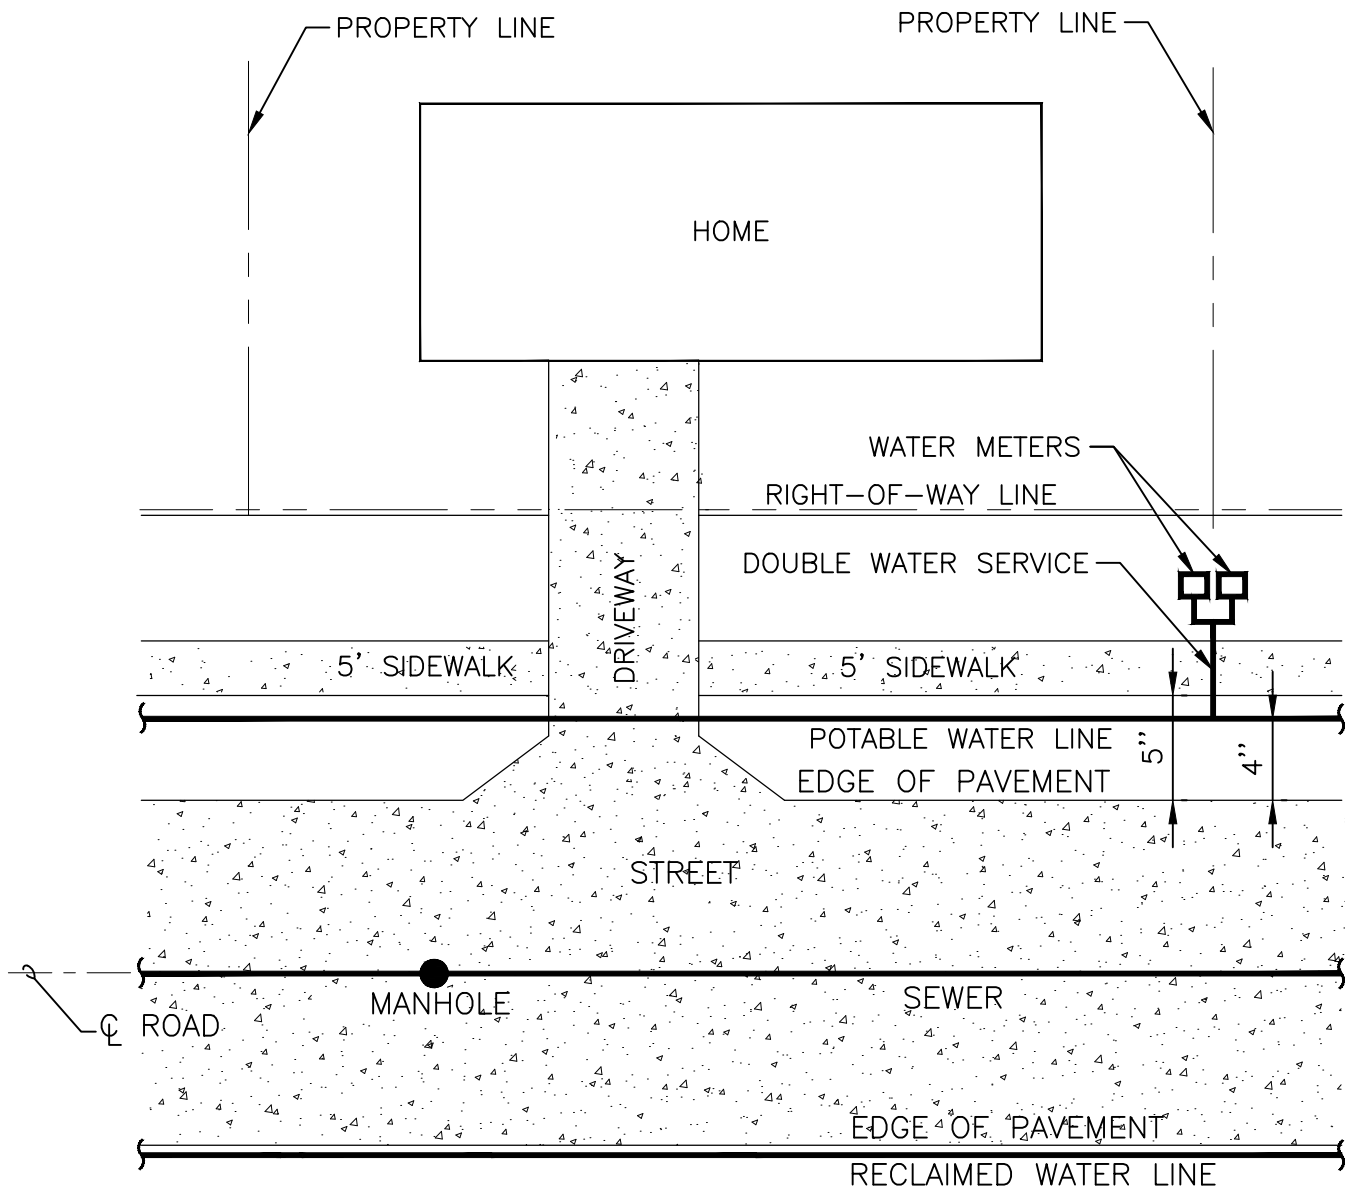 PROPERTY LINE
PROPERTY LINE
HOME
WATER METERS
RIGHT-OF-WAY LINE
DOUBLE WATER SERVICE
DRIVEWAY
5' SIDEWALK
5' SIDEWALK
POTABLE WATER LINE
5"
4"
EDGE OF PAVEMENT
STREET
MANHOLE
SEWER
℄ ROAD
EDGE OF PAVEMENT
RECLAIMED WATER LINE